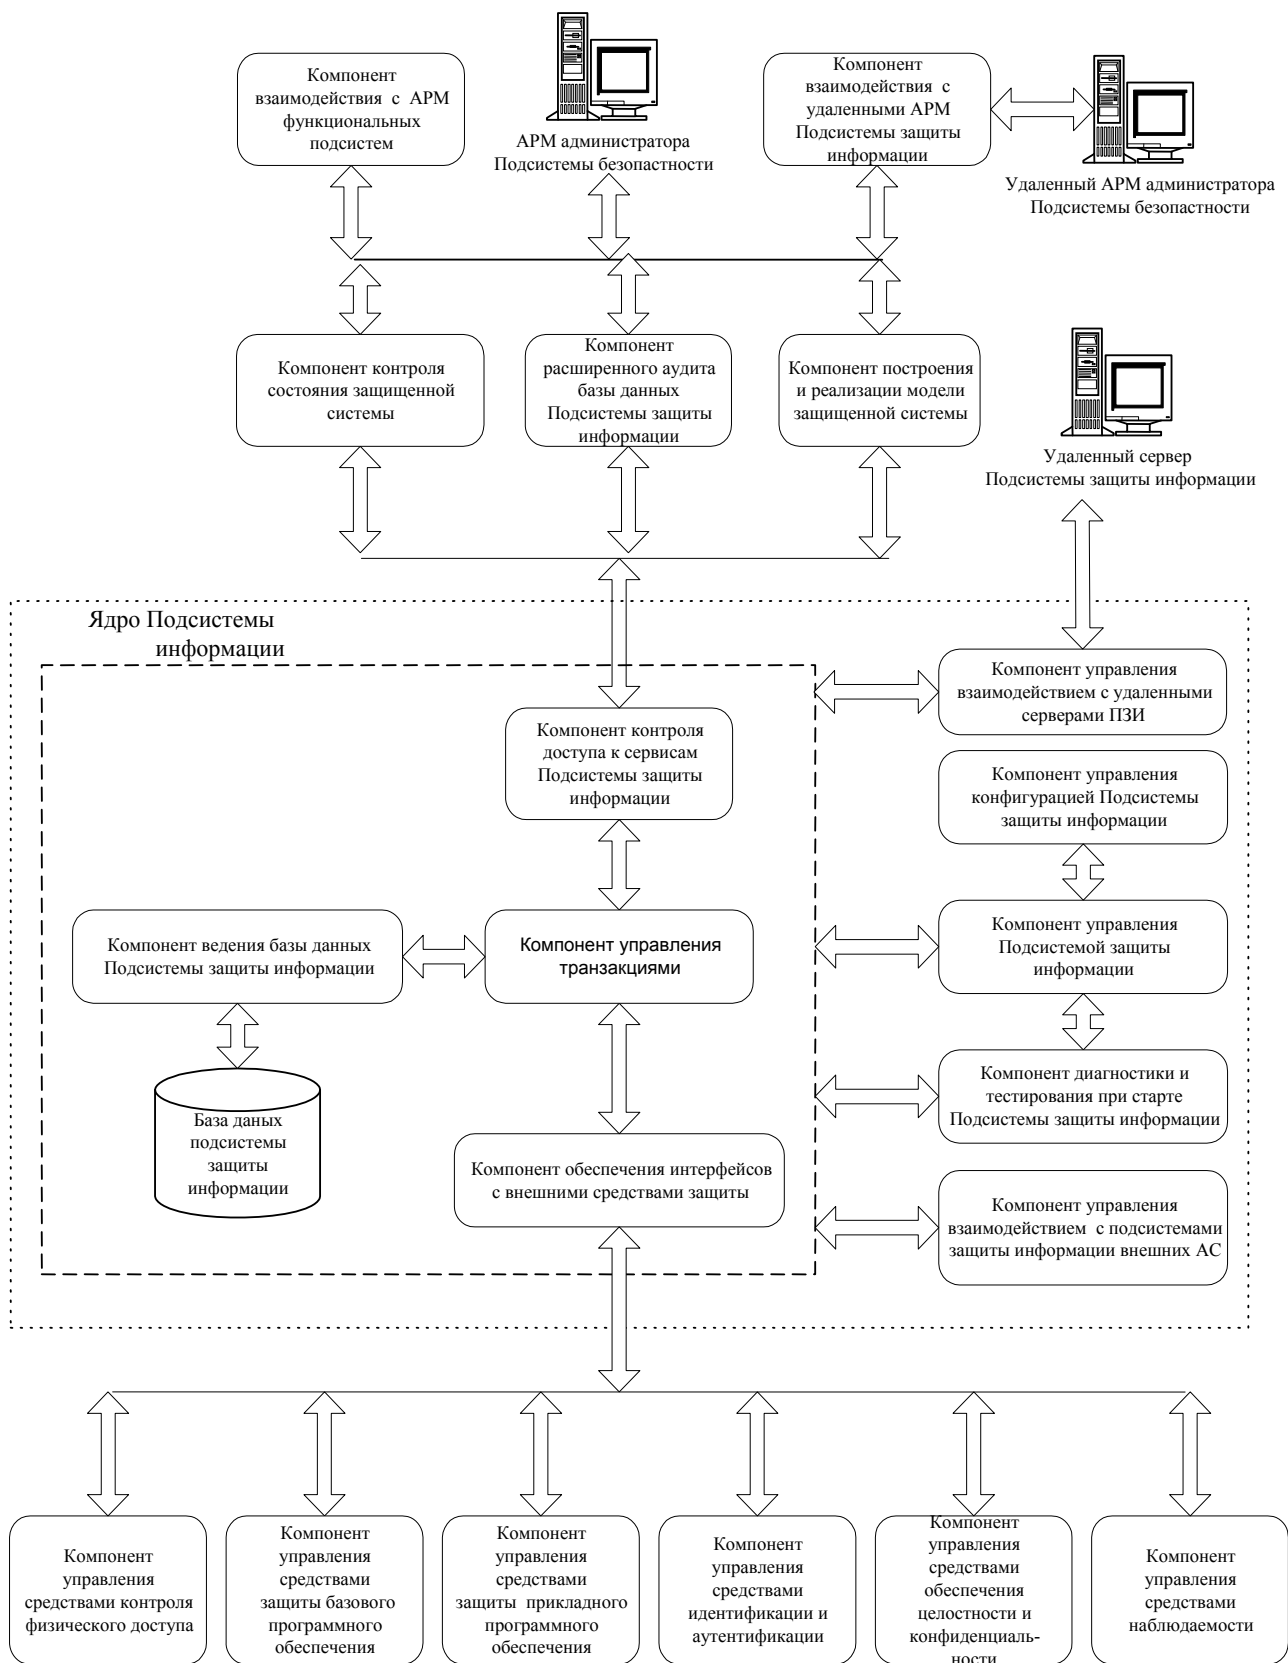 Компонент
взаимодействия с АРМ
функциональных
подсистем
АРМ администратора
Подсистемы безопастности
Компонент
взаимодействия с
удаленными АРМ
Подсистемы защиты
информации
Удаленный АРМ администратора
Подсистемы безопастности
Компонент контроля
состояния защищенной
системы
Компонент
расширенного аудита
базы данных
Подсистемы защиты
информации
Компонент построения
и реализации модели
защищенной системы
Удаленный сервер
Подсистемы защиты информации
Ядро Подсистемы
информации
Компонент управления
взаимодействием с удаленными
серверами ПЗИ
Компонент контроля
доступа к сервисам
Подсистемы защиты
информации
Компонент управления
конфигурацией Подсистемы
защиты информации
Компонент ведения базы данных
Подсистемы защиты информации
Компонент управления
транзакциями
Компонент управления
Подсистемой защиты
информации
База даных
подсистемы
защиты
информации
Компонент диагностики и
тестирования при старте
Подсистемы защиты информации
Компонент обеспечения интерфейсов
с внешними средствами защиты
Компонент управления
взаимодействием с подсистемами
защиты информации внешних АС
Компонент
управления
средствами контроля
физического доступа
Компонент
управления
средствами
защиты базового
программного
обеспечения
Компонент
управления
средствами
защиты прикладного
программного
обеспечения
Компонент
управления
средствами
идентификации и
аутентификации
Компонент
управления
средствами
обеспечения
целостности и
конфиденциаль-
ности
Компонент
управления
средствами
наблюдаемости